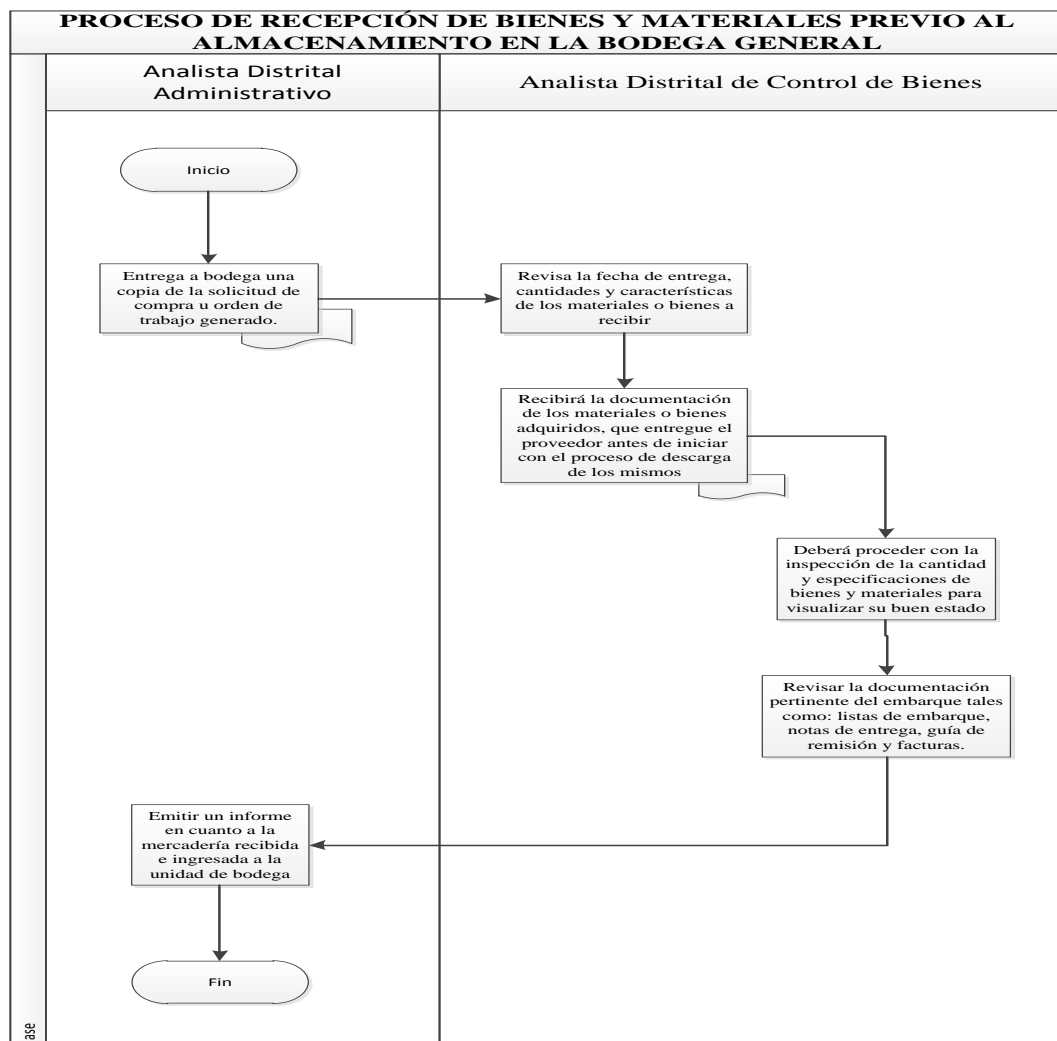 PROCESO DE RECEPCIÓN DE BIENES Y MATERIALES PREVIO AL
ALMACENAMIENTO EN LA BODEGA GENERAL
Analista Distrital
Administrativo
Analista Distrital de Control de Bienes
Inicio
Entrega a bodega una
copia de la solicitud de
compra u orden de
trabajo generado.
Revisa la fecha de entrega,
cantidades y características
de los materiales o bienes a
recibir
Recibirá la documentación
de los materiales o bienes
adquiridos, que entregue el
proveedor antes de iniciar
con el proceso de descarga
de los mismos
Deberá proceder con la
inspección de la cantidad
y especificaciones de
bienes y materiales para
visualizar su buen estado
Revisar la documentación
pertinente del embarque tales
como: listas de embarque,
notas de entrega, guía de
remisión y facturas.
Emitir un informe
en cuanto a la
mercadería recibida
e ingresada a la
unidad de bodega
Fin
ase